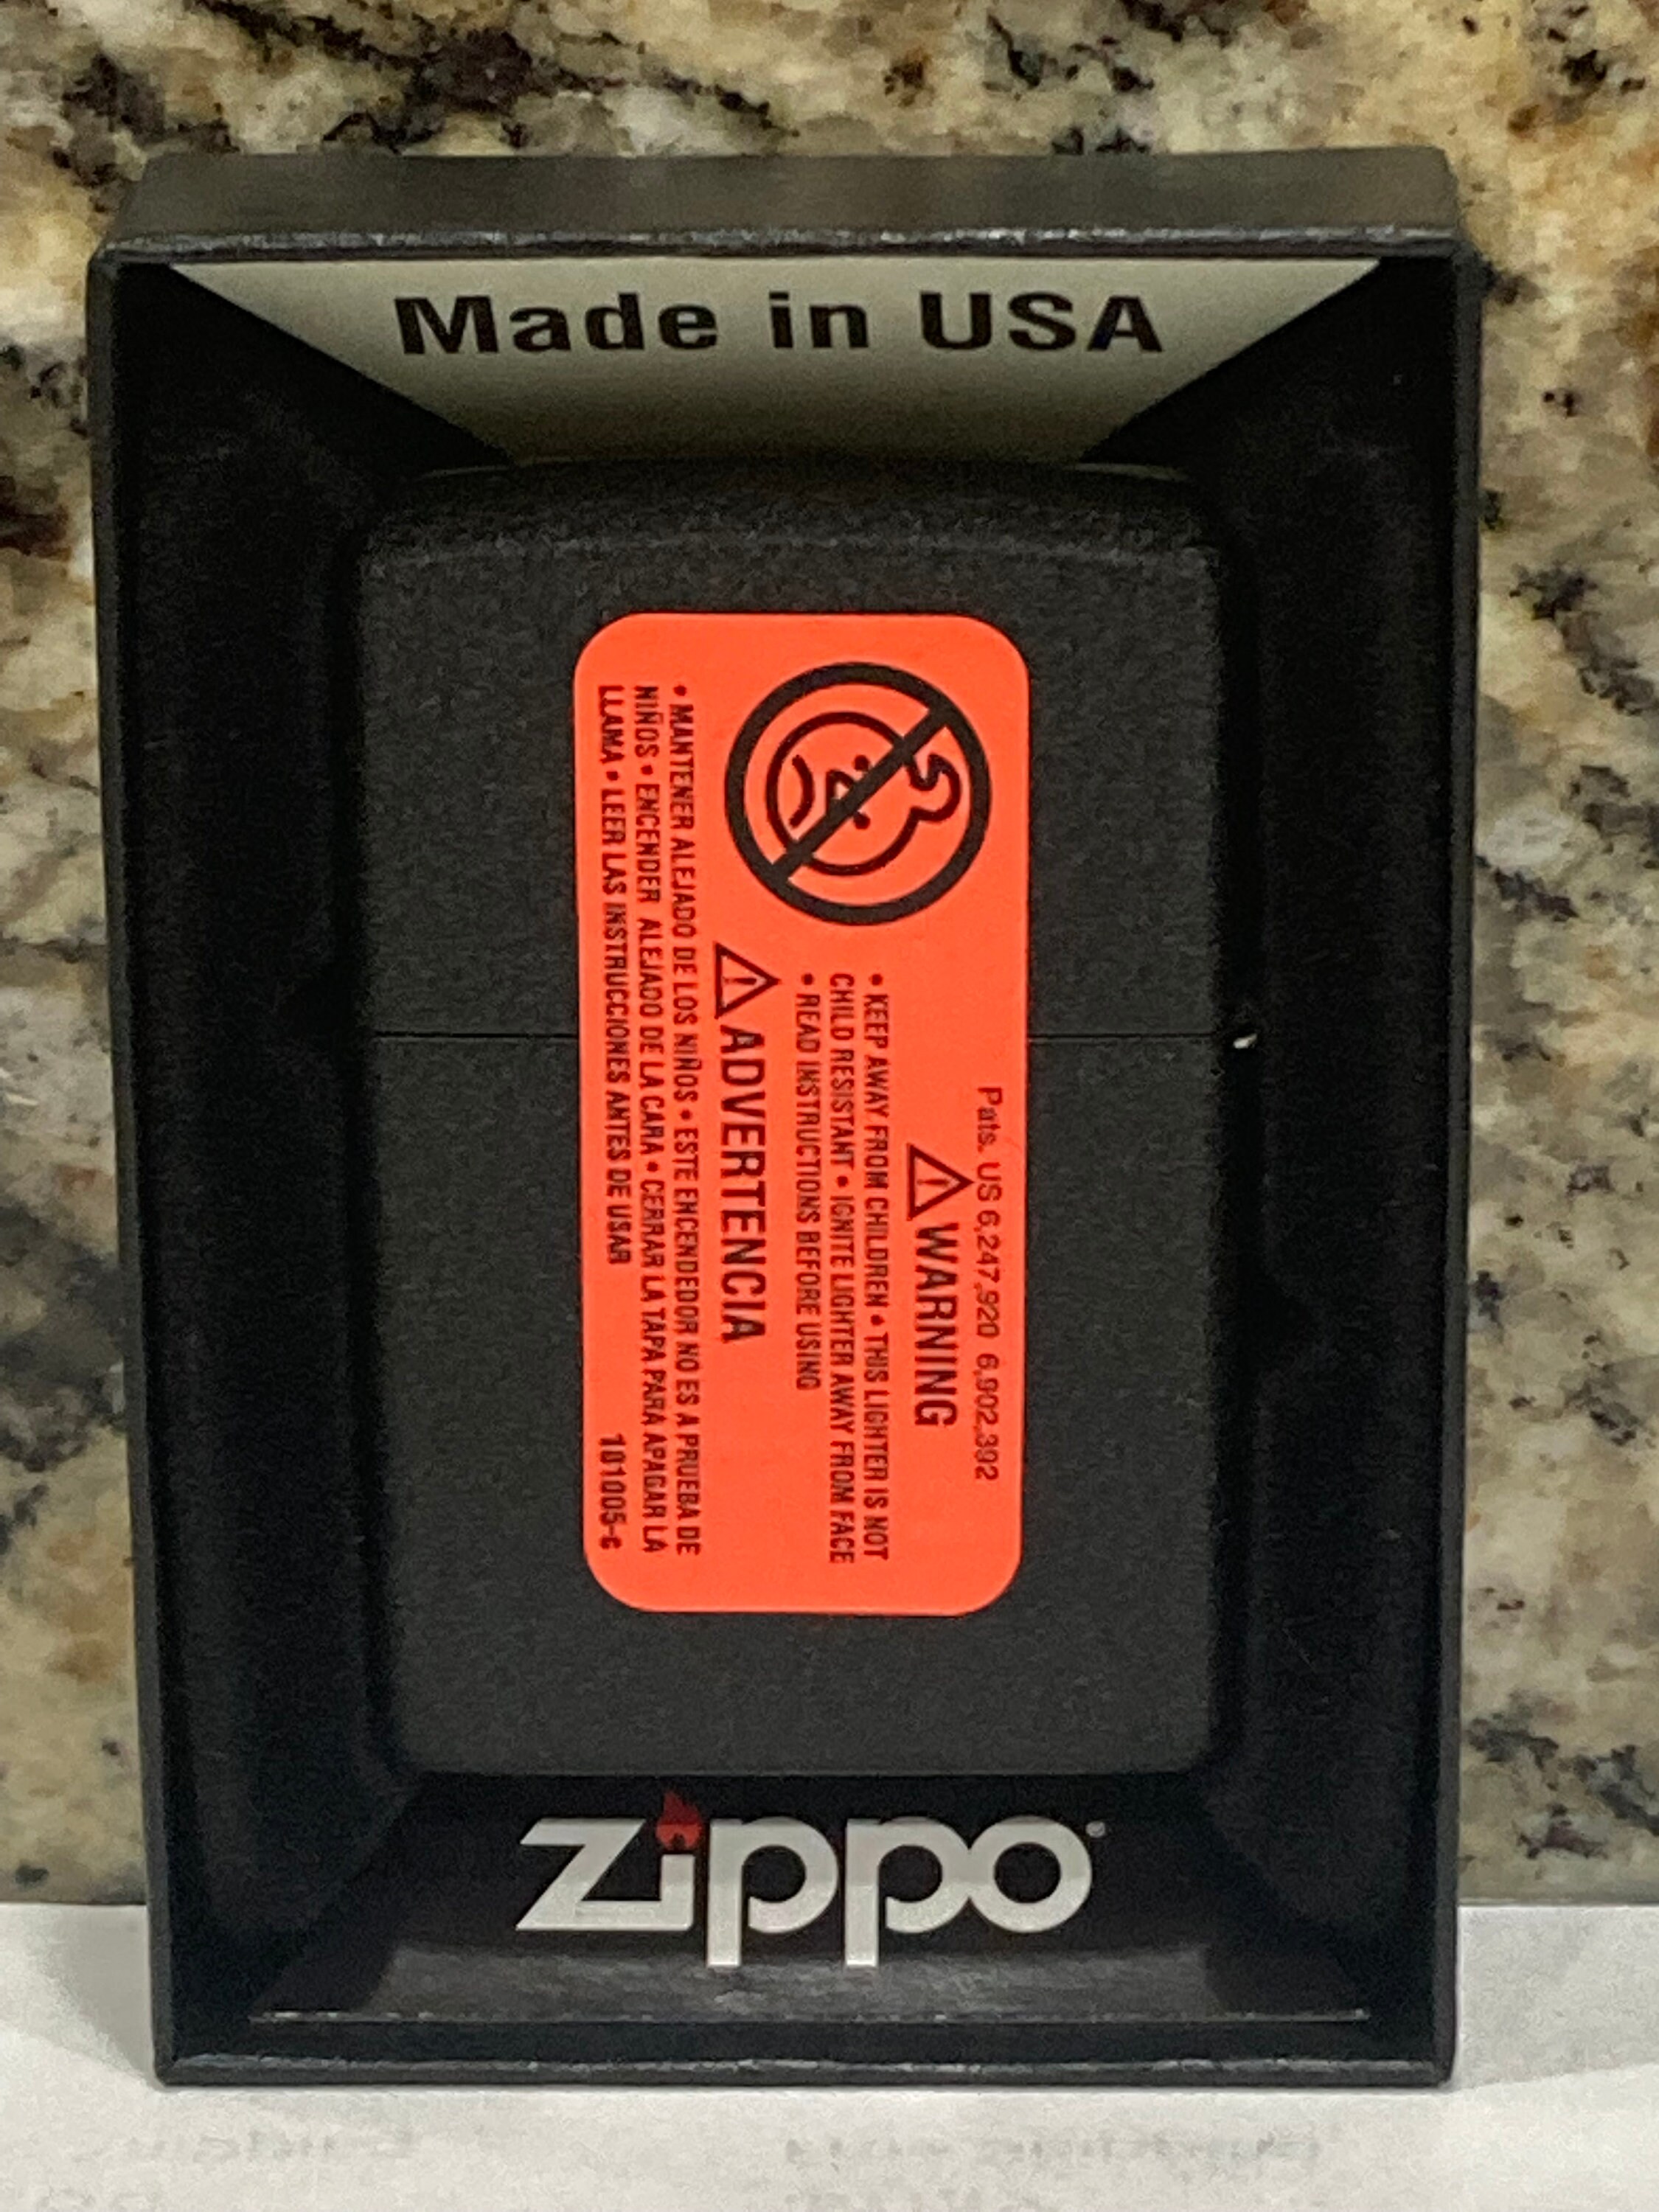 Made in USA
Pats. US 6,247,920 6,902,392
WARNING
• KEEP AWAY FROM CHILDREN • THIS LIGHTER IS NOT
CHILD RESISTANT • IGNITE LIGHTER AWAY FROM FACE
• READ INSTRUCTIONS BEFORE USING
ADVERTENCIA
• MANTENER ALEJADO DE LOS NIÑOS • ESTE ENCENDEDOR NO ES A PRUEBA DE
NIÑOS • ENCENDER ALEJADO DE LA CARA • CERRAR LA TAPA PARA APAGAR LA
LLAMA • LEER LAS INSTRUCCIONES ANTES DE USAR 101005-c
zippo